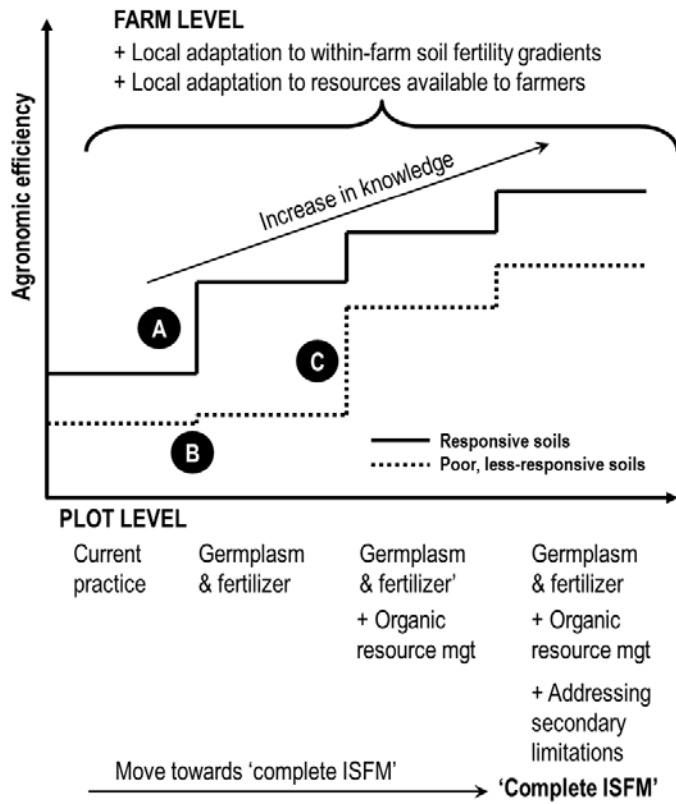 FARM LEVEL
+ Local adaptation to within-farm soil fertility gradients
+ Local adaptation to resources available to farmers
Agronomic efficiency
Increase in knowledge
A
C
B
Responsive soils
Poor, less-responsive soils
PLOT LEVEL
Current
practice
Germplasm
& fertilizer
Germplasm
& fertilizer’
+ Organic
resource mgt
Germplasm
& fertilizer
+ Organic
resource mgt
+ Addressing
secondary
limitations
Move towards ‘complete ISFM’
‘Complete ISFM’